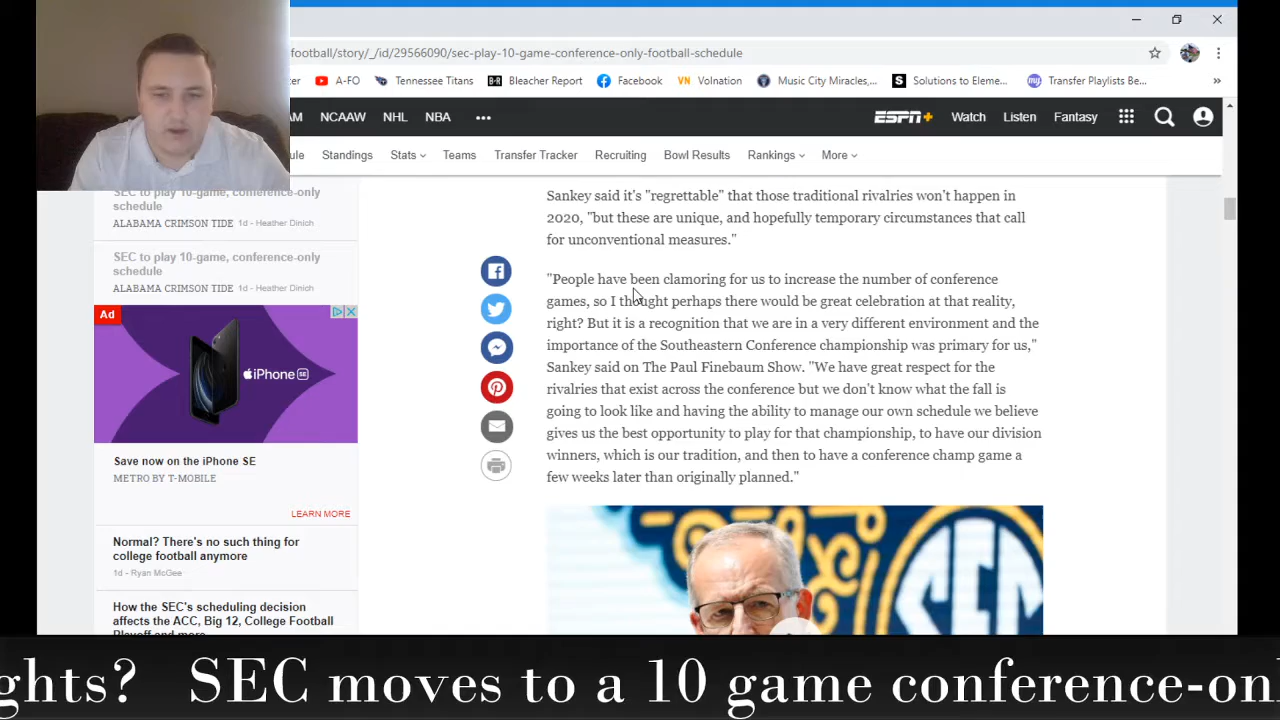 football/story/_/id/29566090/sec-play-10-game-conference-only-football-schedule
ter A-FO Tennessee Titans B·R Bleacher Report Facebook VN Volnation Music City Miracles,... S Solutions to Eleme... my Transfer Playlists Be... »
AM NCAAW NHL NBA ••• ESPN+ Watch Listen Fantasy
ule Standings Stats Teams Transfer Tracker Recruiting Bowl Results Rankings More
SEC to play 10-game, conference-only
schedule
ALABAMA CRIMSON TIDE 1d - Heather Dinich
SEC to play 10-game, conference-only
schedule
ALABAMA CRIMSON TIDE 1d - Heather Dinich
Ad
iPhone SE
Save now on the iPhone SE
METRO BY T-MOBILE
LEARN MORE
Normal? There's no such thing for
college football anymore
1d - Ryan McGee
How the SEC's scheduling decision
affects the ACC, Big 12, College Football
Playoff and more
Sankey said it's "regrettable" that those traditional rivalries won't happen in
2020, "but these are unique, and hopefully temporary circumstances that call
for unconventional measures."
"People have been clamoring for us to increase the number of conference
games, so I thought perhaps there would be great celebration at that reality,
right? But it is a recognition that we are in a very different environment and the
importance of the Southeastern Conference championship was primary for us,"
Sankey said on The Paul Finebaum Show. "We have great respect for the
rivalries that exist across the conference but we don't know what the fall is
going to look like and having the ability to manage our own schedule we believe
gives us the best opportunity to play for that championship, to have our division
winners, which is our tradition, and then to have a conference champ game a
few weeks later than originally planned."
SEC
ghts? SEC moves to a 10 game conference-onl